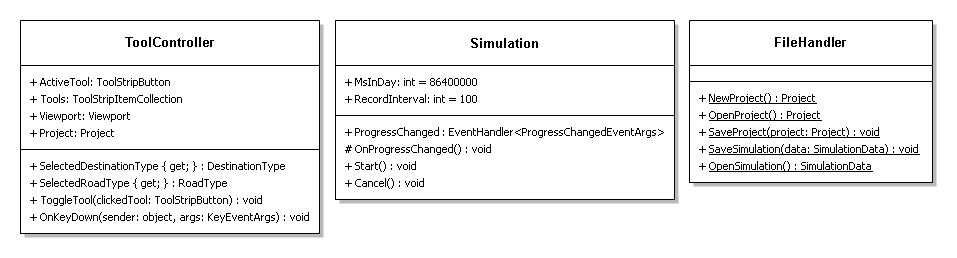 ToolController
+ ActiveTool: ToolStripButton
+ Tools: ToolStripItemCollection
+ Viewport: Viewport
+ Project: Project
+ SelectedDestinationType { get; } : DestinationType
+ SelectedRoadType { get; } : RoadType
+ ToggleTool(clickedTool: ToolStripButton) : void
+ OnKeyDown(sender: object, args: KeyEventArgs) : void
Simulation
+ MsInDay: int = 86400000
+ RecordInterval: int = 100
+ ProgressChanged : EventHandler<ProgressChangedEventArgs>
# OnProgressChanged() : void
+ Start() : void
+ Cancel() : void
FileHandler
+ NewProject() : Project
+ OpenProject() : Project
+ SaveProject(project: Project) : void
+ SaveSimulation(data: SimulationData) : void
+ OpenSimulation() : SimulationData